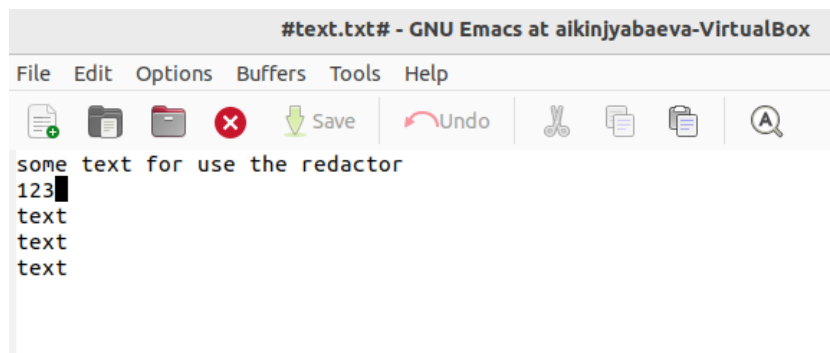 #text.txt# - GNU Emacs at aikinjyabaeva-VirtualBox
File Edit Options Buffers Tools Help
Save Undo
some text for use the redactor
123
text
text
text